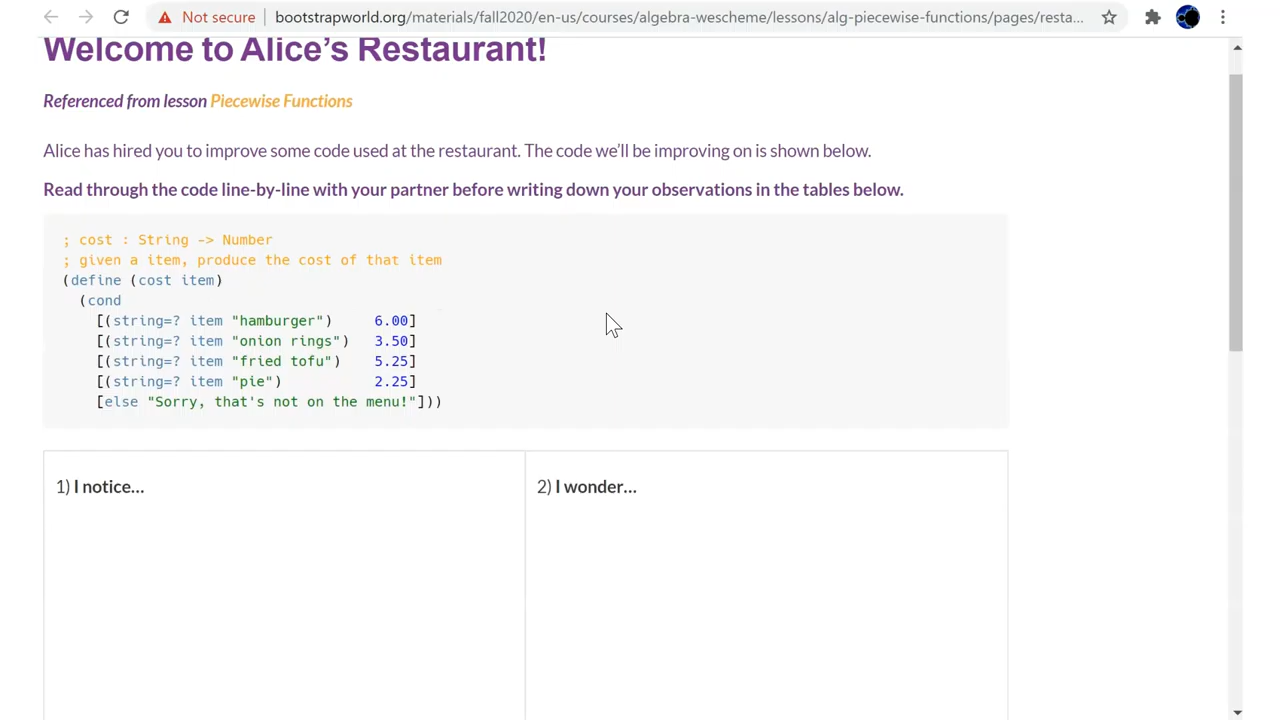 Not secure | bootstrapworld.org/materials/fall2020/en-us/courses/algebra-wescheme/lessons/alg-piecewise-functions/pages/resta...
Welcome to Alice's Restaurant!
Referenced from lesson Piecewise Functions
Alice has hired you to improve some code used at the restaurant. The code we'll be improving on is shown below.
Read through the code line-by-line with your partner before writing down your observations in the tables below.
; cost : String -> Number
; given a item, produce the cost of that item
(define (cost item)
  (cond
    [(string=? item "hamburger")     6.00]
    [(string=? item "onion rings")   3.50]
    [(string=? item "fried tofu")    5.25]
    [(string=? item "pie")           2.25]
    [else "Sorry, that's not on the menu!"]))
1) I notice...
2) I wonder...